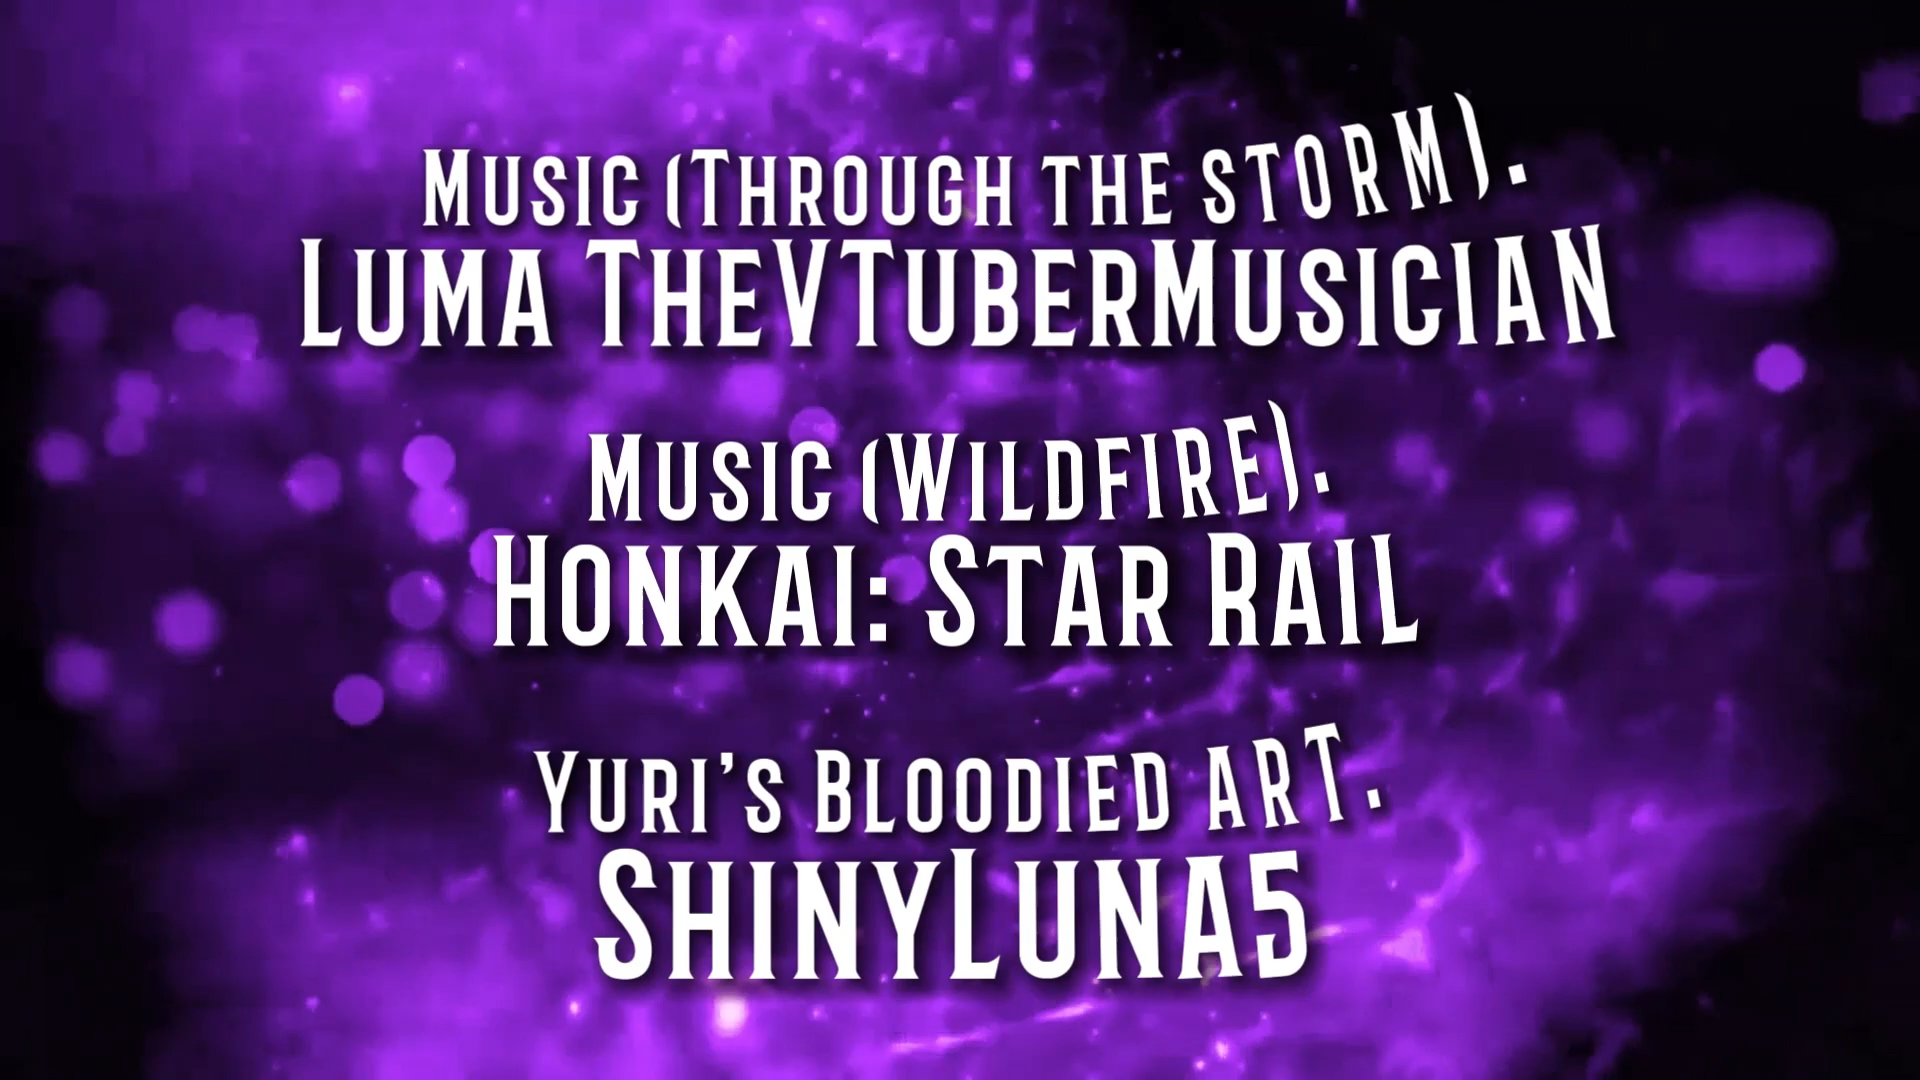 Music (Through the storm).
Luma TheVTuberMusician
Music (Wildfire).
Honkai: Star Rail
Yuri's Bloodied art.
ShinyLuna5